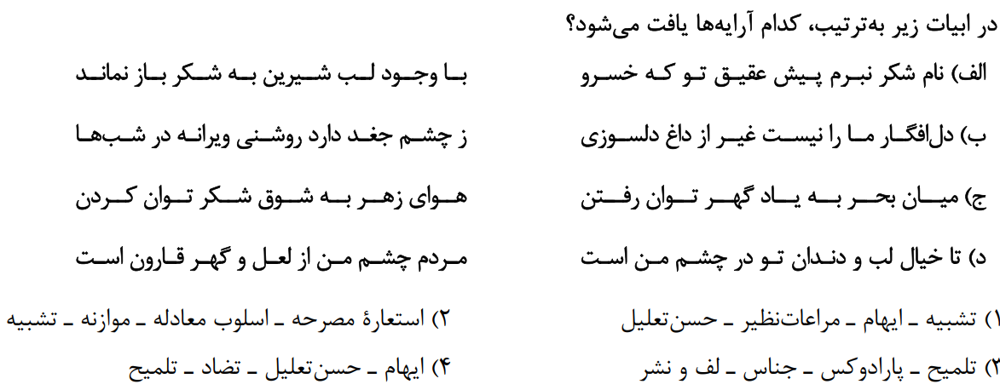 در ابیات زیر به‌ترتیب، کدام آرایه‌ها یافت می‌شود؟
الف) نام شکر نبرم پیش عقیق تو که خسرو با وجود لب شیرین به شکر باز نماند
ب) دل‌افگار ما را نیست غیر از داغ دلسوزی ز چشم جغد دارد روشنی ویرانه در شب‌ها
ج) میان بحر به یاد گهر توان رفتن هوای زهر به شوق شکر توان کردن
د) تا خیال لب و دندان تو در چشم من است مردم چشم من از لعل و گهر قارون است
۱) تشبیه ـ ایهام ـ مراعات‌نظیر ـ حسن‌تعلیل ۲) استعارهٔ مصرحه ـ اسلوب معادله ـ موازنه ـ تشبیه
۳) تلمیح ـ پارادوکس ـ جناس ـ لف و نشر ۴) ایهام ـ حسن‌تعلیل ـ تضاد ـ تلمیح